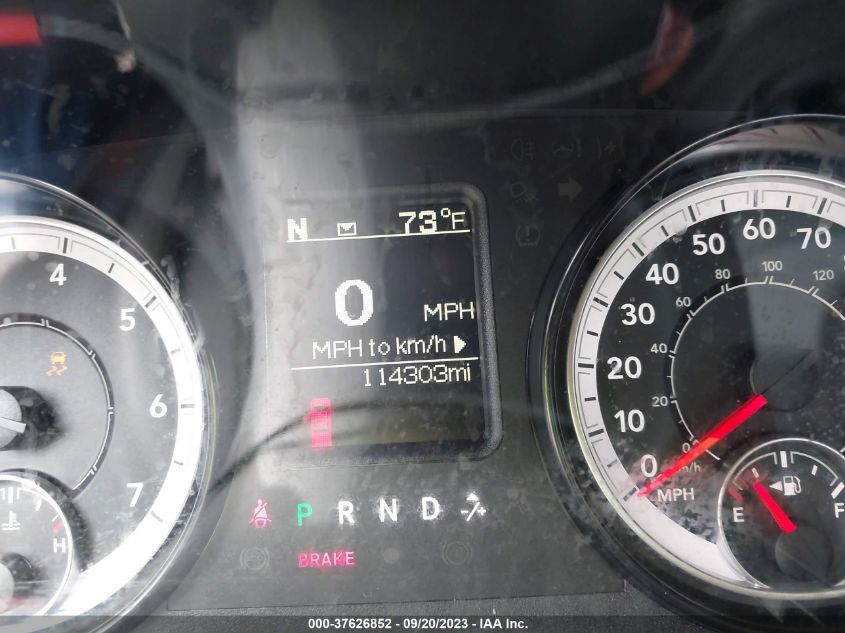 N 73°F
0 MPH
MPH to km/h
114303mi
P R N D -/+
BRAKE
4
5
6
7
H
0 10 20 30 40 50 60 70
0 20 40 60 80 100 120
MPH
E F
000-37626852 - 09/20/2023 - IAA Inc.